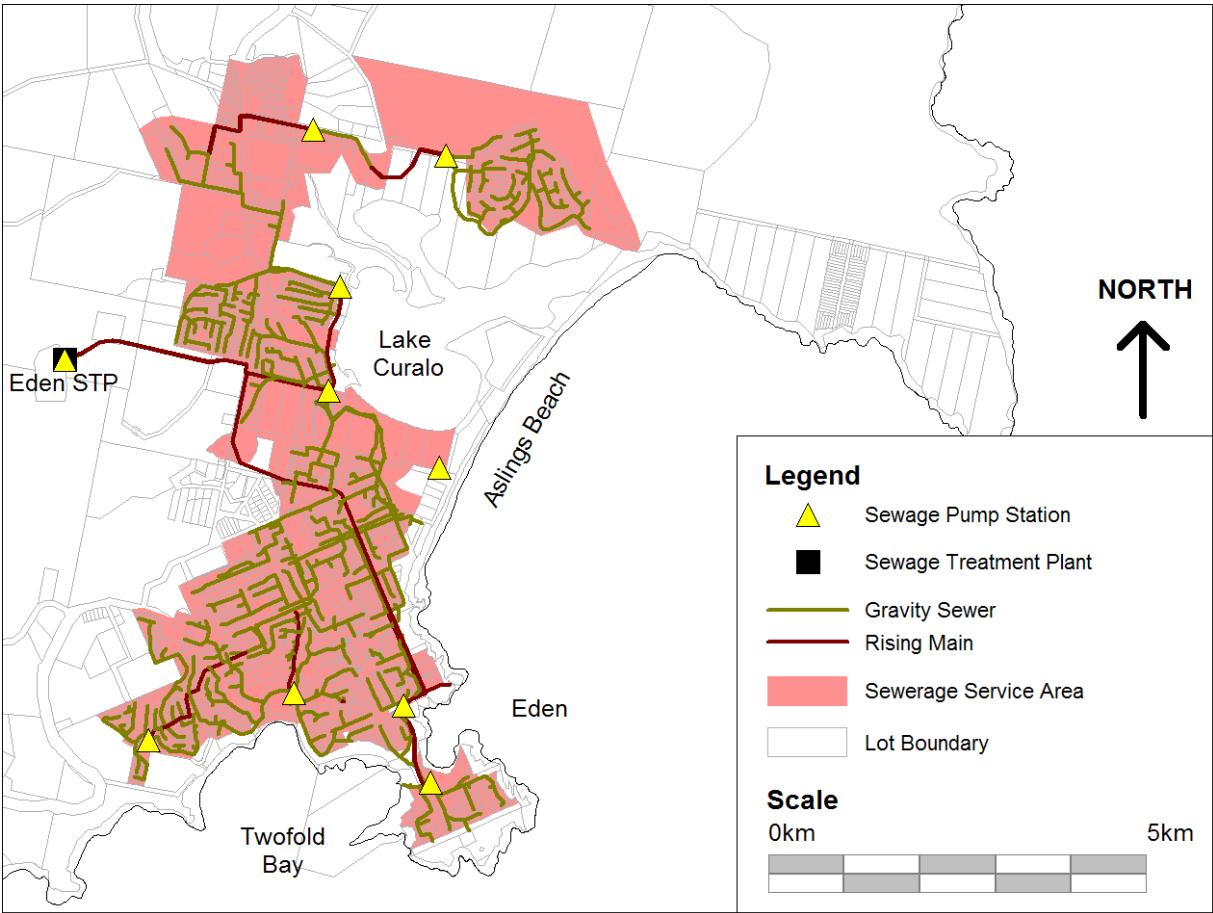 NORTH
Lake
Curalo
Eden STP
Aslings Beach
Eden
Twofold
Bay
Legend
Sewage Pump Station
Sewage Treatment Plant
Gravity Sewer
Rising Main
Sewerage Service Area
Lot Boundary
Scale
0km 5km